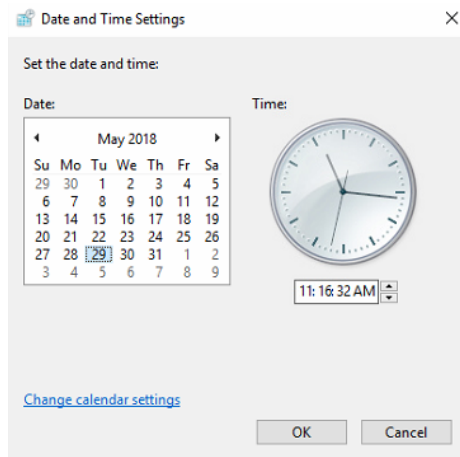 Date and Time Settings
Set the date and time:
Date:
Time:
May 2018
Su Mo Tu We Th Fr Sa
29 30 1 2 3 4 5
6 7 8 9 10 11 12
13 14 15 16 17 18 19
20 21 22 23 24 25 26
27 28 29 30 31 1 2
3 4 5 6 7 8 9
11:16:32 AM
Change calendar settings
OK Cancel